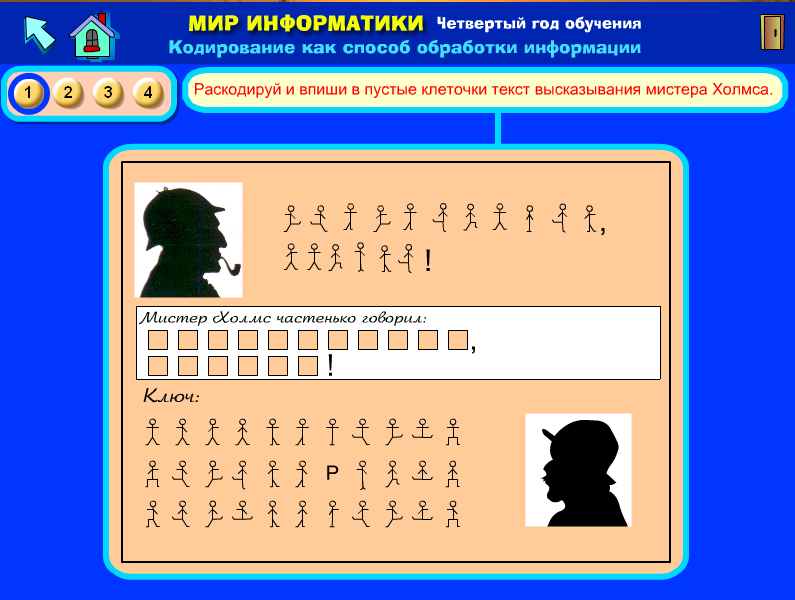 МИР ИНФОРМАТИКИ Четвертый год обучения
Кодирование как способ обработки информации
1 2 3 4
Раскодируй и впиши в пустые клеточки текст высказывания мистера Холмса.
,
!
Мистер Холмс частенько говорил:
,
!
Ключ:
Р